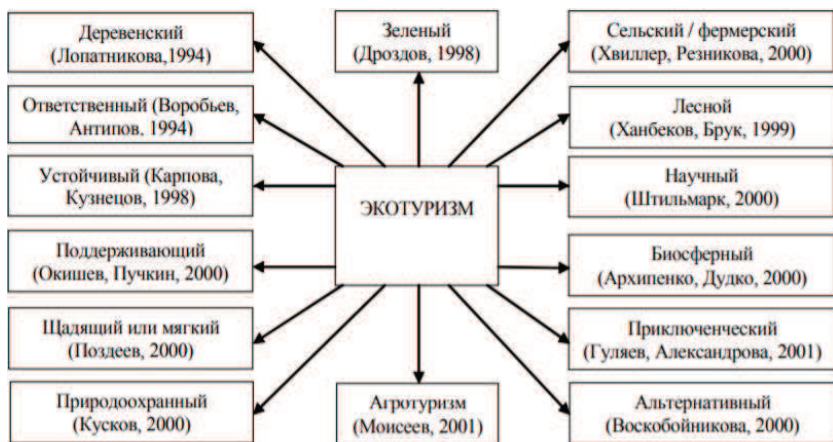 Деревенский
(Лопатникова,1994)
Зеленый
(Дроздов, 1998)
Сельский / фермерский
(Хвиллер, Резникова, 2000)
Ответственный (Воробьев,
Антипов, 1994)
Лесной
(Ханбеков, Брук, 1999)
Устойчивый (Карпова,
Кузнецов, 1998)
ЭКОТУРИЗМ
Научный
(Штильмарк, 2000)
Поддерживающий
(Окишев, Пучкин, 2000)
Биосферный
(Архипенко, Дудко, 2000)
Щадящий или мягкий
(Поздеев, 2000)
Приключенческий
(Гуляев, Александрова, 2001)
Природоохранный
(Кусков, 2000)
Агротуризм
(Моисеев, 2001)
Альтернативный
(Воскобойникова, 2000)